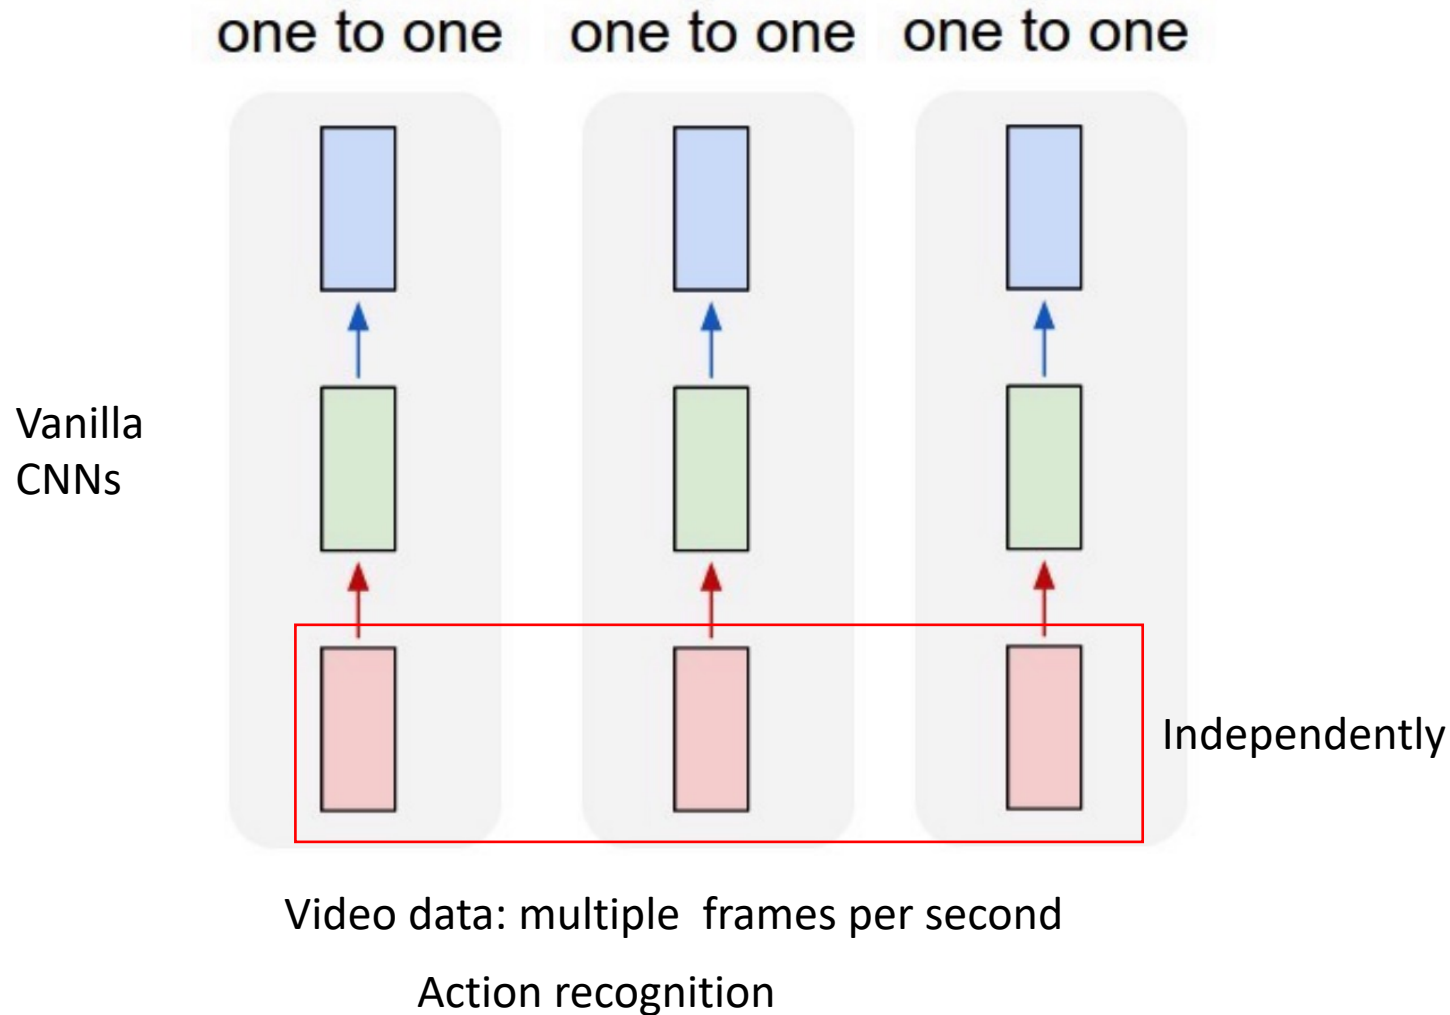 one to one one to one one to one
Vanilla
CNNs
Independently
Video data: multiple  frames per second
Action recognition